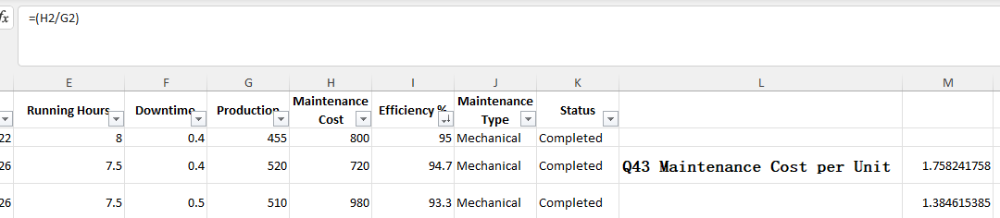 fx =(H2/G2)
E F G H I J K L M
Running Hours Downtime Production Maintenance Cost Efficiency % Maintenance Type Status
22 8 0.4 455 800 95 Mechanical Completed
26 7.5 0.4 520 720 94.7 Mechanical Completed Q43 Maintenance Cost per Unit 1.758241758
26 7.5 0.5 510 980 93.3 Mechanical Completed 1.384615385